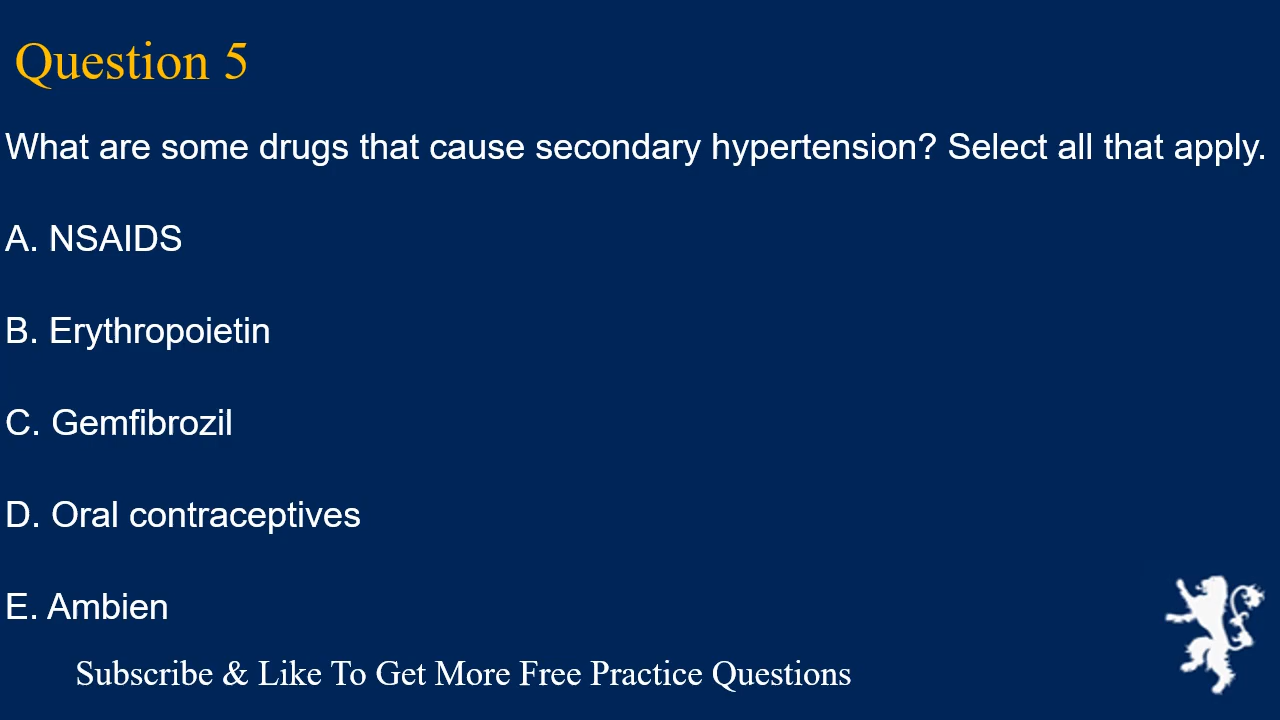 Question 5
What are some drugs that cause secondary hypertension? Select all that apply.
A. NSAIDS
B. Erythropoietin
C. Gemfibrozil
D. Oral contraceptives
E. Ambien
Subscribe & Like To Get More Free Practice Questions